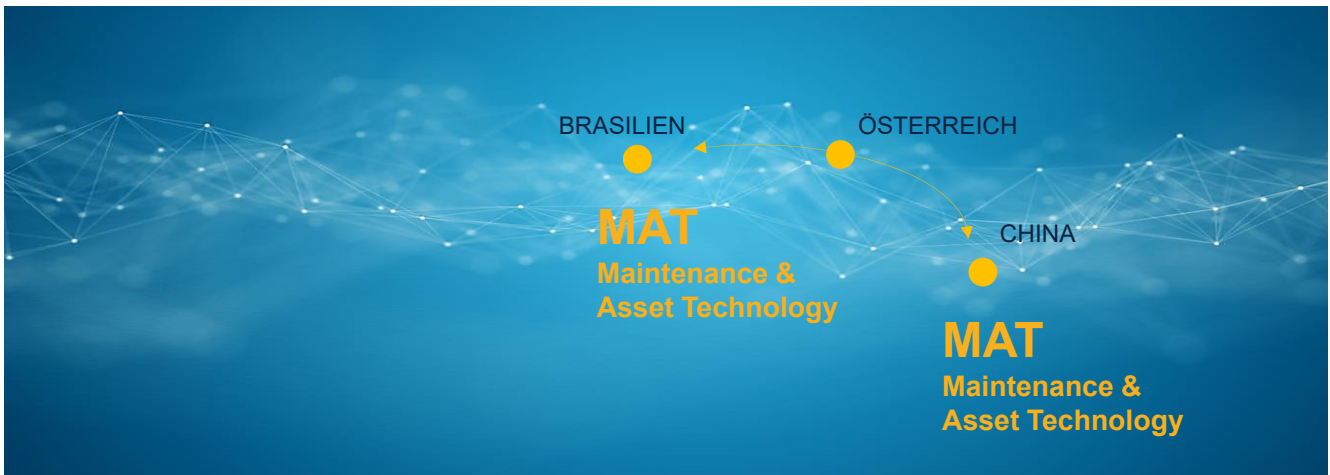 BRASILIEN
ÖSTERREICH
MAT
Maintenance &
Asset Technology
CHINA
MAT
Maintenance &
Asset Technology